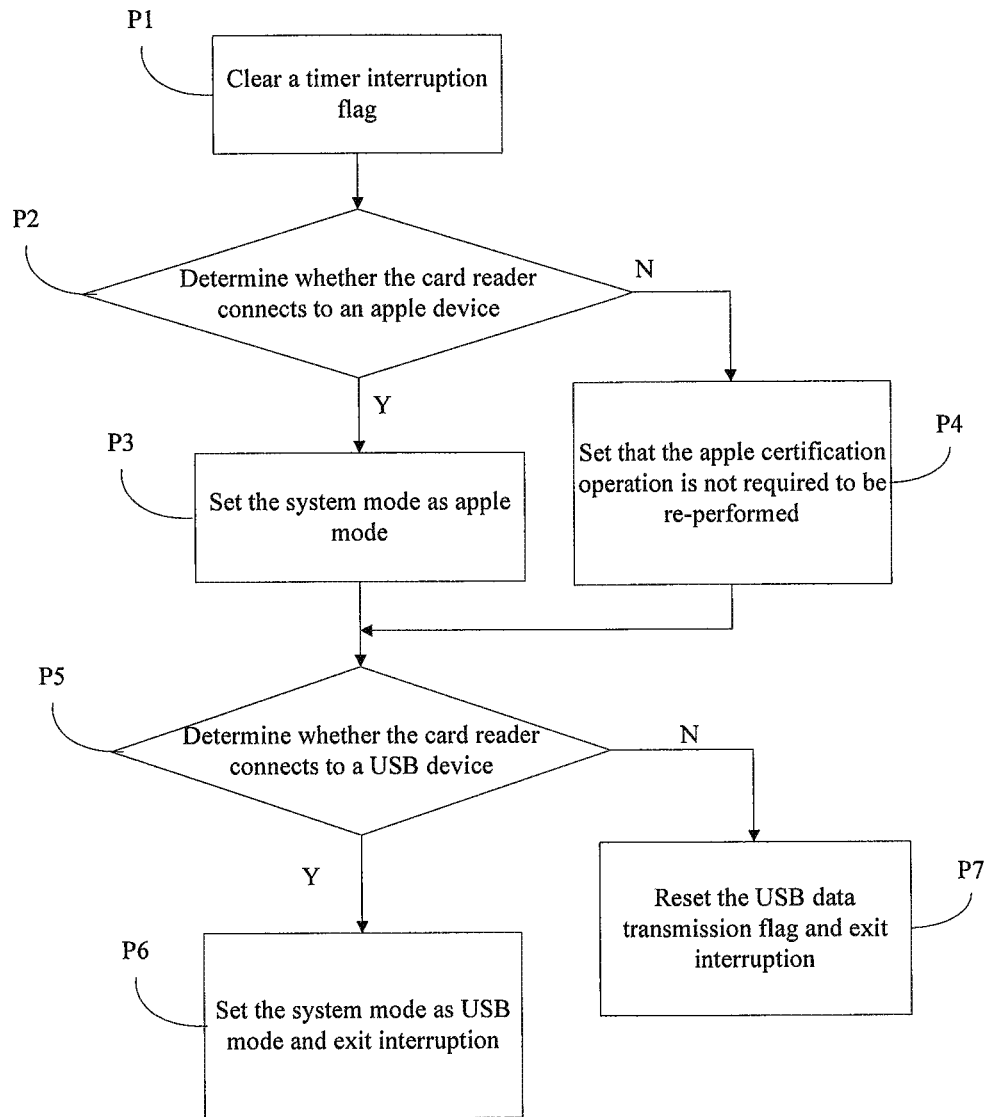 P1
Clear a timer interruption
flag
P2
Determine whether the card reader
connects to an apple device
N
Y
P3
Set the system mode as apple
mode
P4
Set that the apple certification
operation is not required to be
re-performed
P5
Determine whether the card reader
connects to a USB device
N
Y
P7
Reset the USB data
transmission flag and exit
interruption
P6
Set the system mode as USB
mode and exit interruption